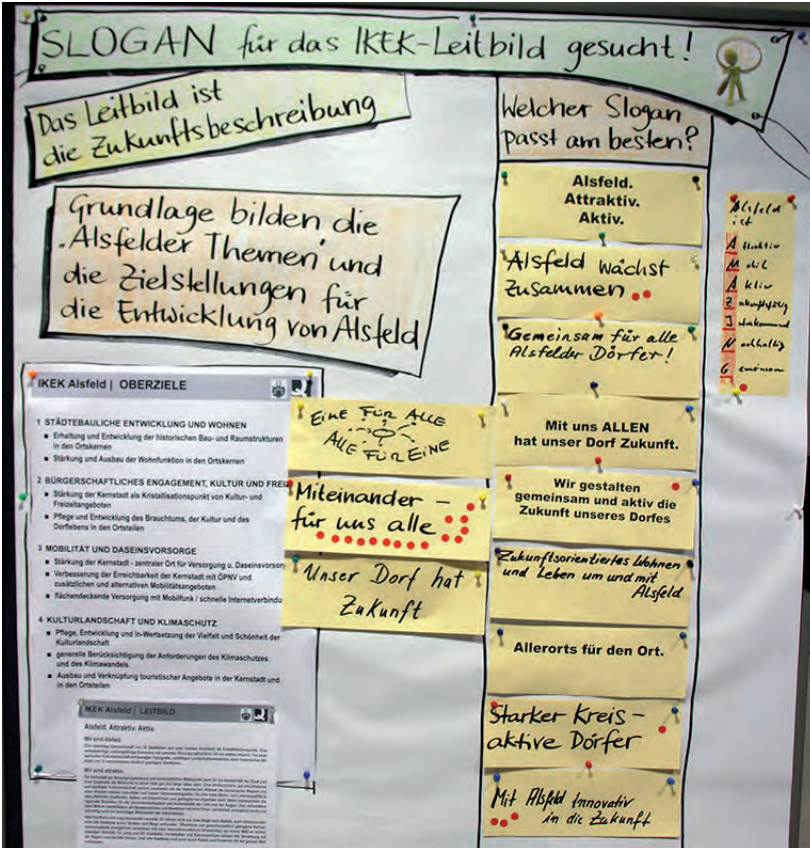 SLOGAN für das IKEK-Leitbild gesucht!
Das Leitbild ist
die Zukunftsbeschreibung
Grundlage bilden die
"Alsfelder Themen" und
die Zielstellungen für
die Entwicklung von Alsfeld
IKEK Alsfeld | OBERZIELE
1 STÄDTEBAULICHE ENTWICKLUNG UND WOHNEN
■ Erhaltung und Entwicklung der historischen Bau- und Raumstrukturen
in den Ortskernen
■ Stärkung und Ausbau der Wohnfunktion in den Ortskernen
2 BÜRGERSCHAFTLICHES ENGAGEMENT, KULTUR UND FREI
■ Stärkung der Kernstadt als Kristallisationspunkt von Kultur- und
Freizeitangeboten
■ Pflege und Entwicklung des Brauchtums, der Kultur und des
Dorflebens in den Ortsteilen
3 MOBILITÄT UND DASEINSVORSORGE
■ Stärkung der Kernstadt - zentraler Ort für Versorgung u. Daseinsvorsor
■ Verbesserung der Erreichbarkeit der Kernstadt mit ÖPNV und
zusätzlichen und alternativen Mobilitätsangeboten
■ flächendeckende Versorgung mit Mobilfunk / schnelle Internetverbindu
4 KULTURLANDSCHAFT UND KLIMASCHUTZ
■ Pflege, Entwicklung und In-Wertsetzung der Vielfalt und Schönheit der
Kulturlandschaft
■ generelle Berücksichtigung der Anforderungen des Klimaschutzes
und des Klimawandels
■ Ausbau und Verknüpfung touristischer Angebote in der Kernstadt und
in den Ortsteilen
IKEK Alsfeld | LEITBILD
Alsfeld. Attraktiv. Aktiv.
Wir sind Alsfeld
Wir sind attraktiv
EINE FÜR ALLE
ALLE FÜR EINE
Miteinander –
für uns alle
Unser Dorf hat
Zukunft
Welcher Slogan
passt am besten?
Alsfeld.
Attraktiv.
Aktiv.
Alsfeld wächst
zusammen
Gemeinsam für alle
Alsfelder Dörfer!
Mit uns ALLEN
hat unser Dorf Zukunft.
Wir gestalten
gemeinsam und aktiv die
Zukunft unseres Dorfes
Zukunftsorientiertes Wohnen
und Leben um und mit
Alsfeld
Allerorts für den Ort.
Starker Kreis –
aktive Dörfer
Mit Alsfeld Innovativ
in die Zukunft
Alsfeld
ist
A ttraktiv
M obil
A ktiv
Z ukunftsfähig
I
N achhaltig
G emeinsam